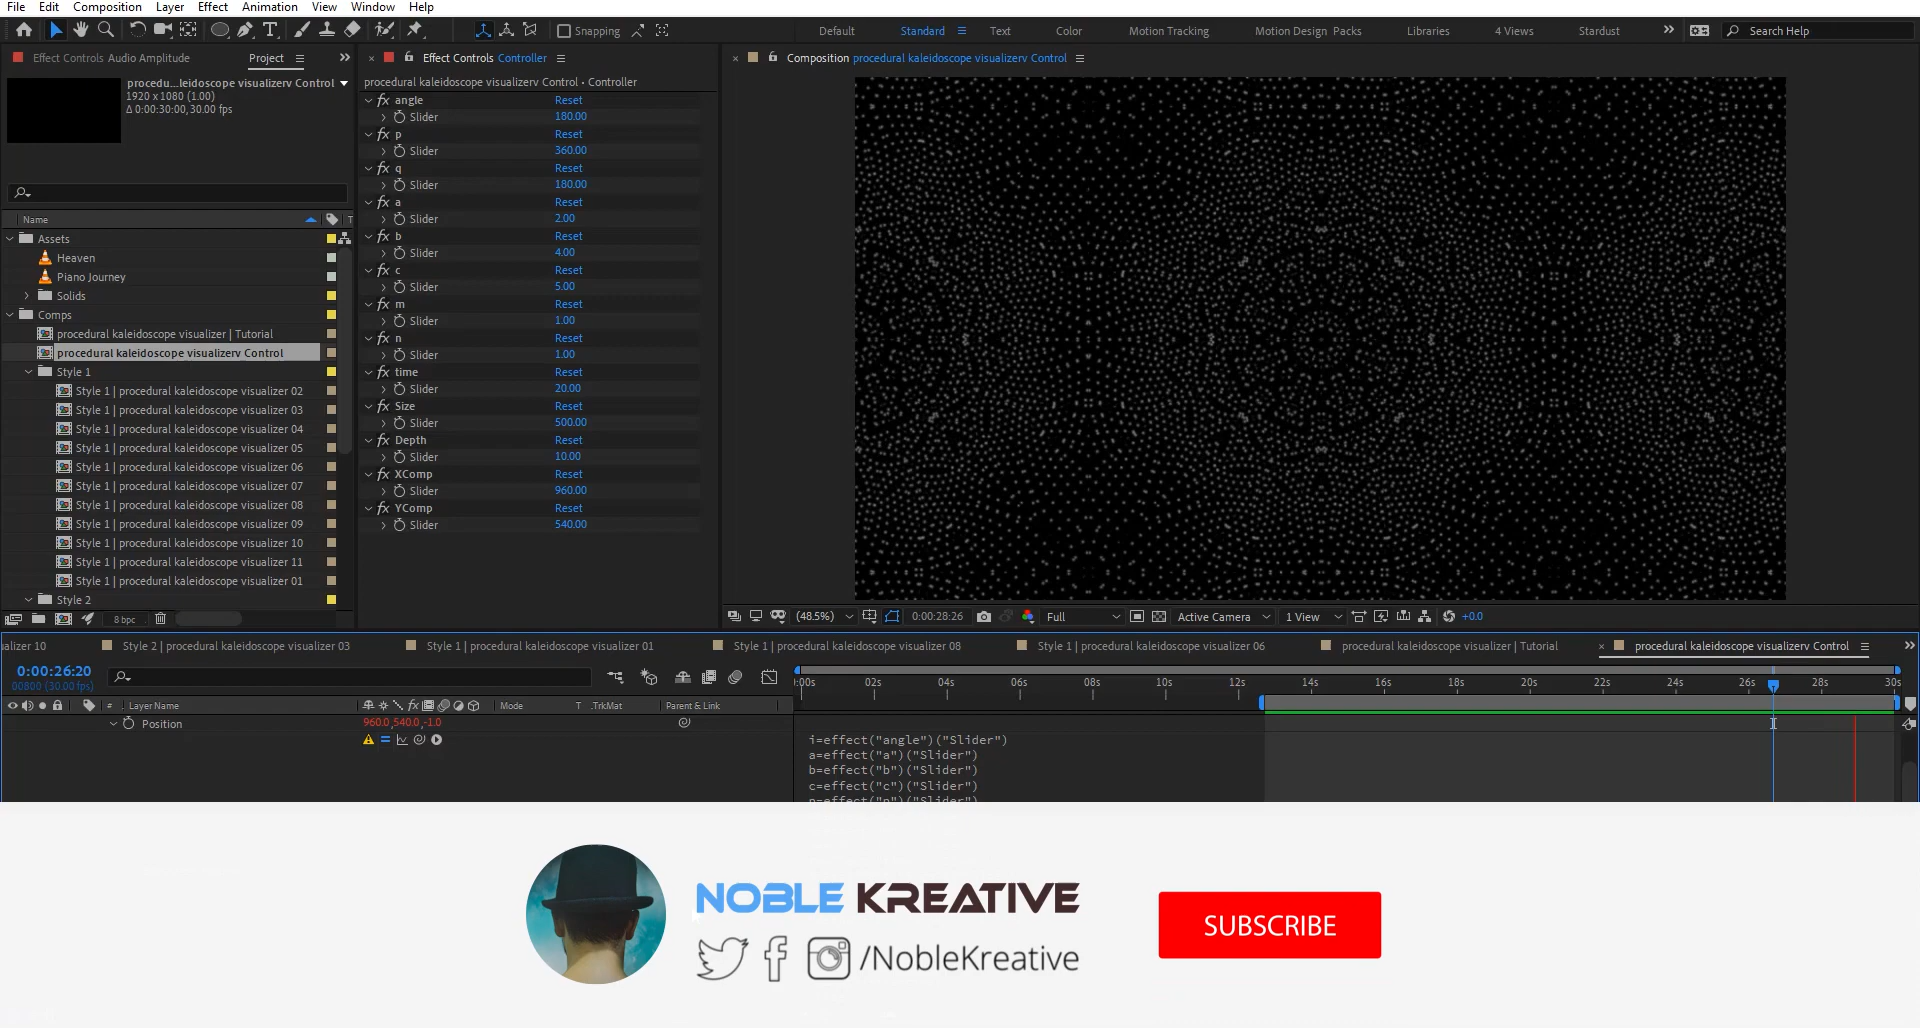 File Edit Composition Layer Effect Animation View Window Help
Snapping
Default Standard Text Color Motion Tracking Motion Design Packs Libraries 4 Views Stardust Search Help
Effect Controls Audio Amplitude Project
Effect Controls Controller
Composition procedural kaleidoscope visualizerv Control
procedu...leidoscope visualizerv Control
1920 x 1080 (1.00)
Δ 0:00:30:00, 30.00 fps
Name T
Assets
Heaven
Piano Journey
Solids
Comps
procedural kaleidoscope visualizer | Tutorial
procedural kaleidoscope visualizerv Control
Style 1
Style 1 | procedural kaleidoscope visualizer 02
Style 1 | procedural kaleidoscope visualizer 03
Style 1 | procedural kaleidoscope visualizer 04
Style 1 | procedural kaleidoscope visualizer 05
Style 1 | procedural kaleidoscope visualizer 06
Style 1 | procedural kaleidoscope visualizer 07
Style 1 | procedural kaleidoscope visualizer 08
Style 1 | procedural kaleidoscope visualizer 09
Style 1 | procedural kaleidoscope visualizer 10
Style 1 | procedural kaleidoscope visualizer 11
Style 1 | procedural kaleidoscope visualizer 01
Style 2
8 bpc
procedural kaleidoscope visualizerv Control • Controller
fx angle Reset
Slider 180.00
fx p Reset
Slider 360.00
fx q Reset
Slider 180.00
fx a Reset
Slider 2.00
fx b Reset
Slider 4.00
fx c Reset
Slider 5.00
fx m Reset
Slider 1.00
fx n Reset
Slider 1.00
fx time Reset
Slider 20.00
fx Size Reset
Slider 500.00
fx Depth Reset
Slider 10.00
fx XComp Reset
Slider 960.00
fx YComp Reset
Slider 540.00
(48.5%) 0:00:28:26 Full Active Camera 1 View +0.0
ualizer 10 Style 2 | procedural kaleidoscope visualizer 03 Style 1 | procedural kaleidoscope visualizer 01 Style 1 | procedural kaleidoscope visualizer 08 Style 1 | procedural kaleidoscope visualizer 06 procedural kaleidoscope visualizer | Tutorial procedural kaleidoscope visualizerv Control
0:00:26:20
00800 (30.00 fps)
:00s 02s 04s 06s 08s 10s 12s 14s 16s 18s 20s 22s 24s 26s 28s 30s
# Layer Name Mode T .TrkMat Parent & Link
Position 960.0,540.0,-1.0
i=effect("angle")("Slider")
a=effect("a")("Slider")
b=effect("b")("Slider")
c=effect("c")("Slider")
NOBLE KREATIVE
/NobleKreative
SUBSCRIBE